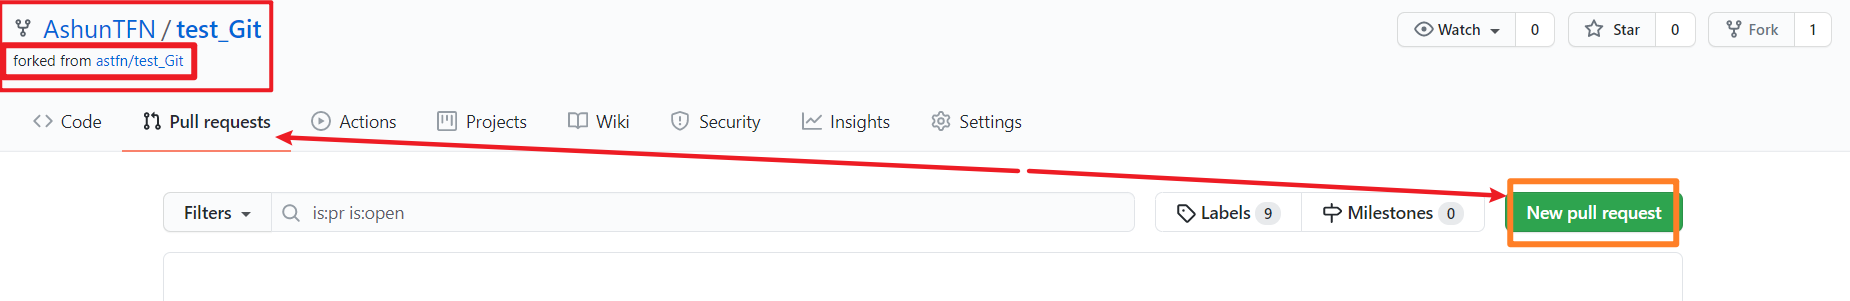 AshunTFN / test_Git
Watch 0
Star 0
Fork 1
forked from astfn/test_Git
Code Pull requests Actions Projects Wiki Security Insights Settings
Filters is:pr is:open Labels 9 Milestones 0 New pull request